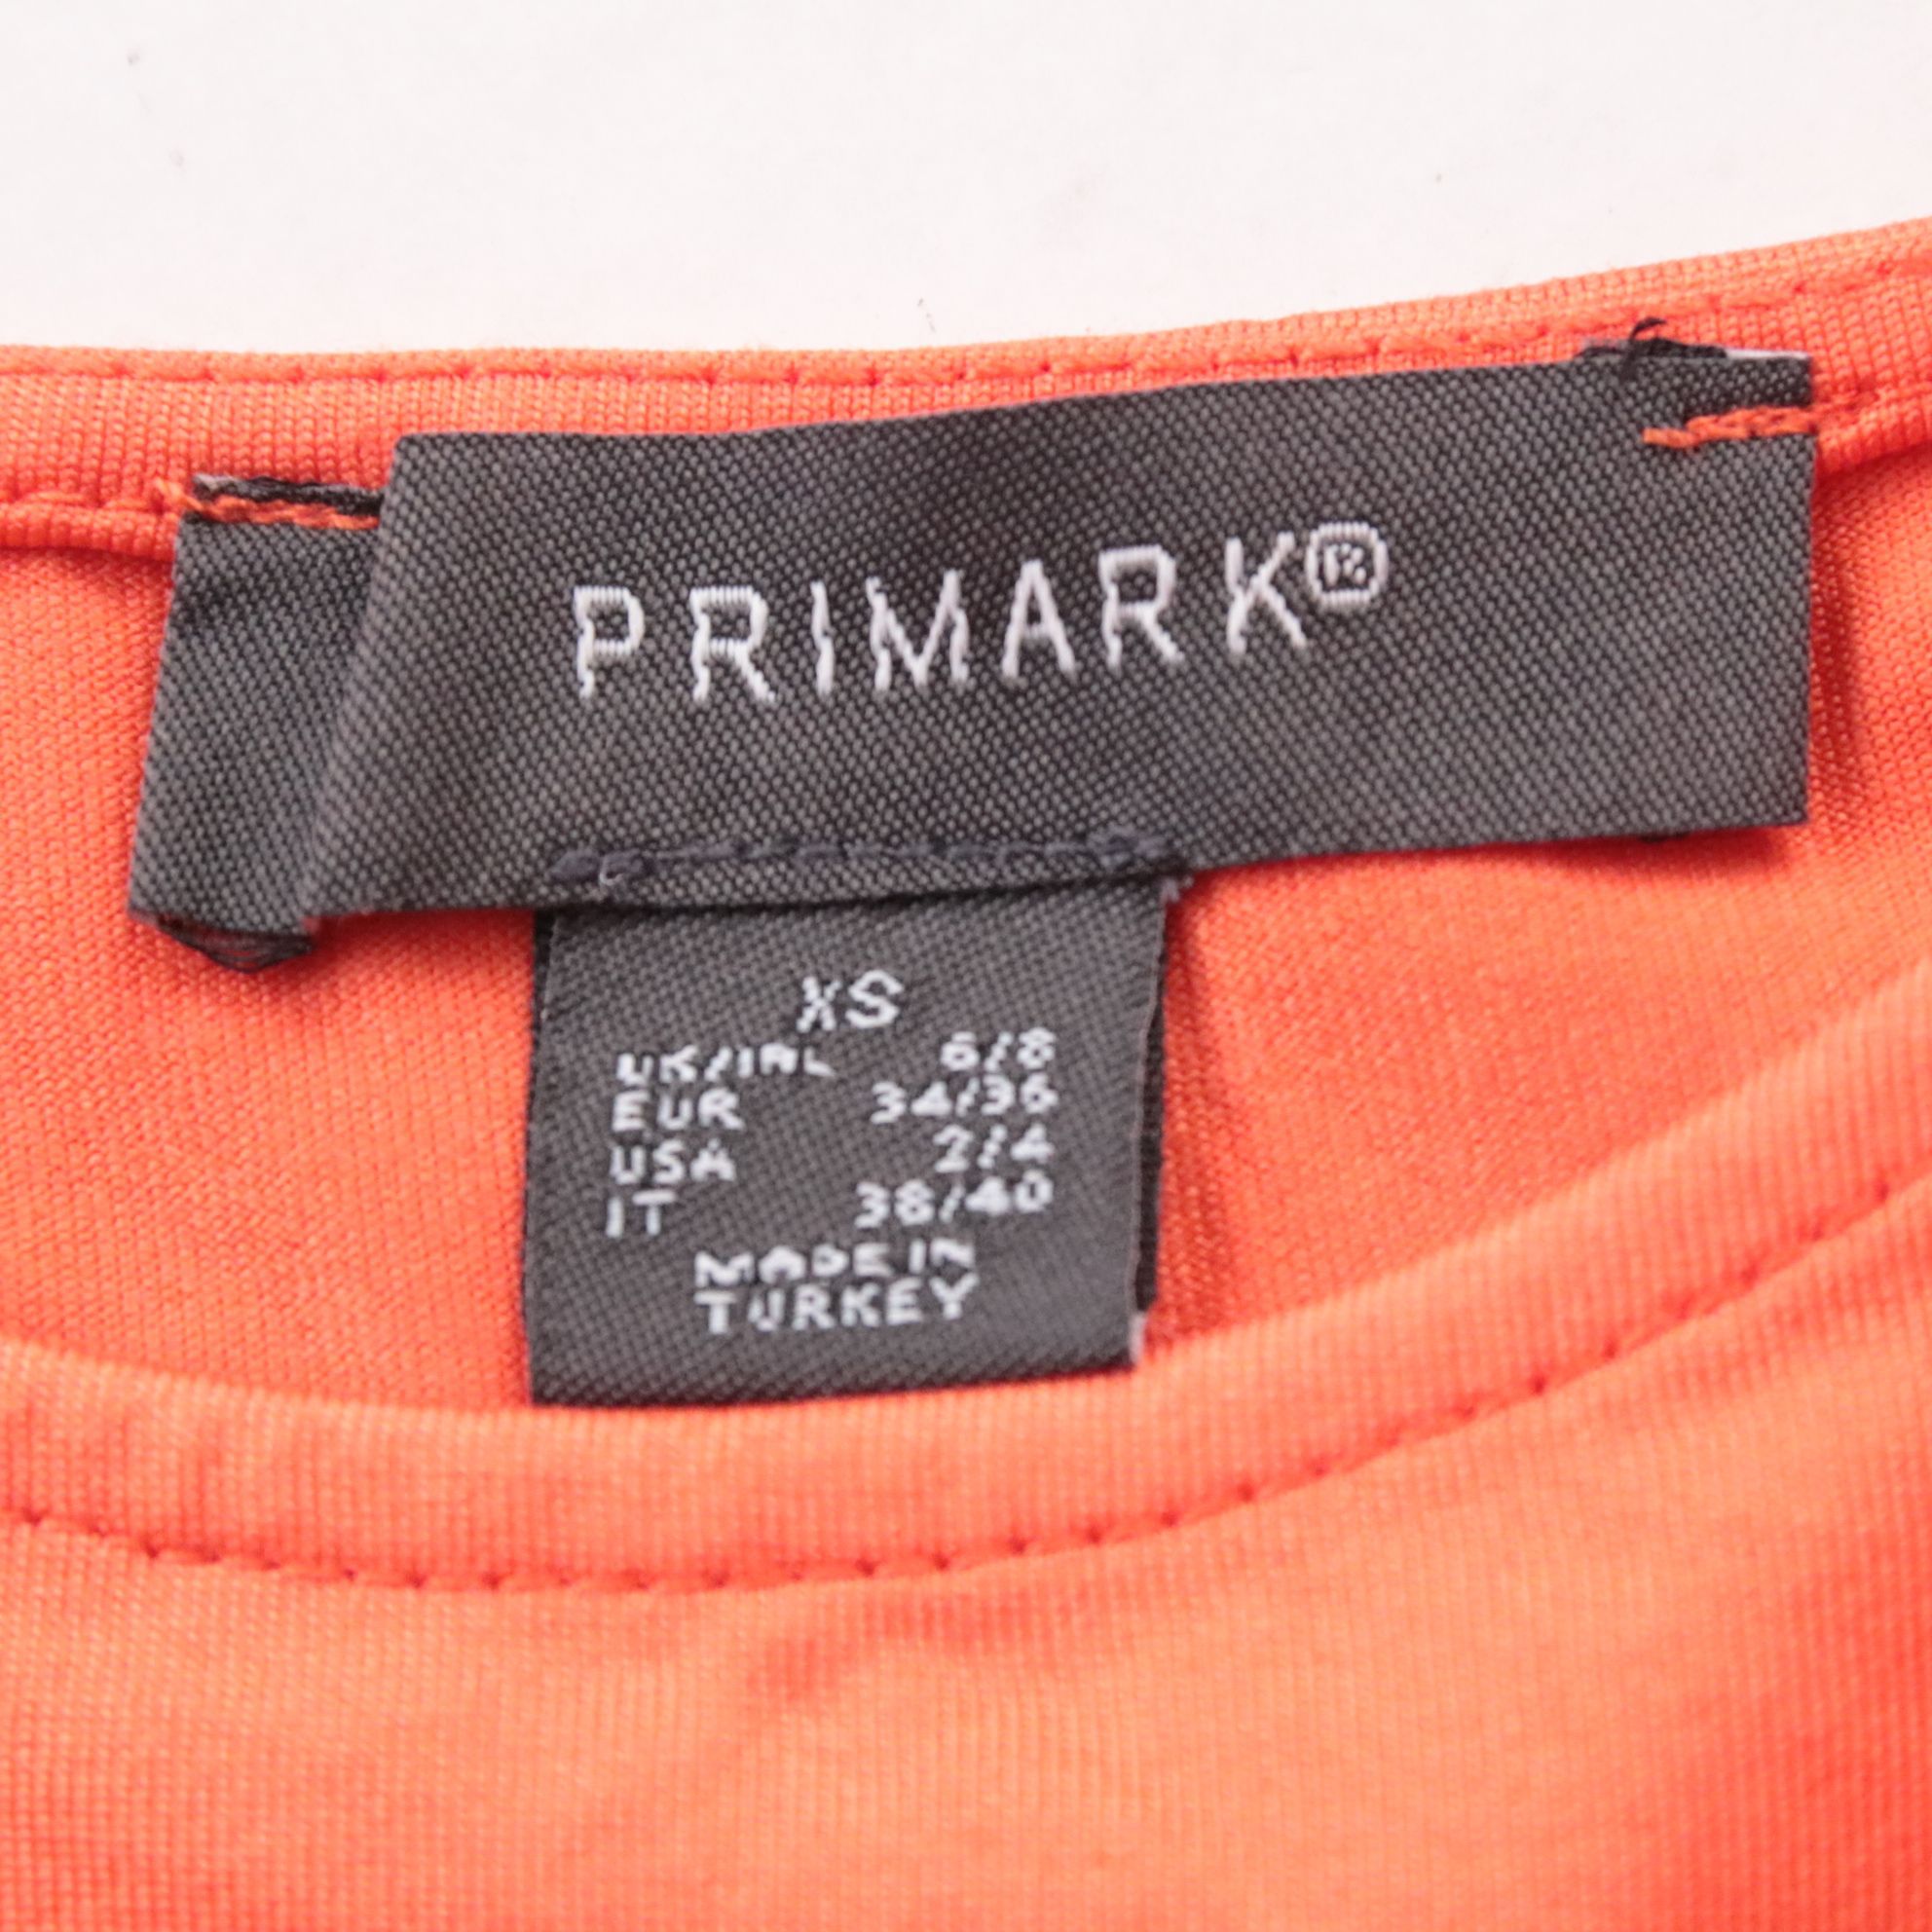 PRIMARK®
XS
UK/IRL 6/8
EUR 34/36
USA 2/4
IT 38/40
MADE IN
TURKEY